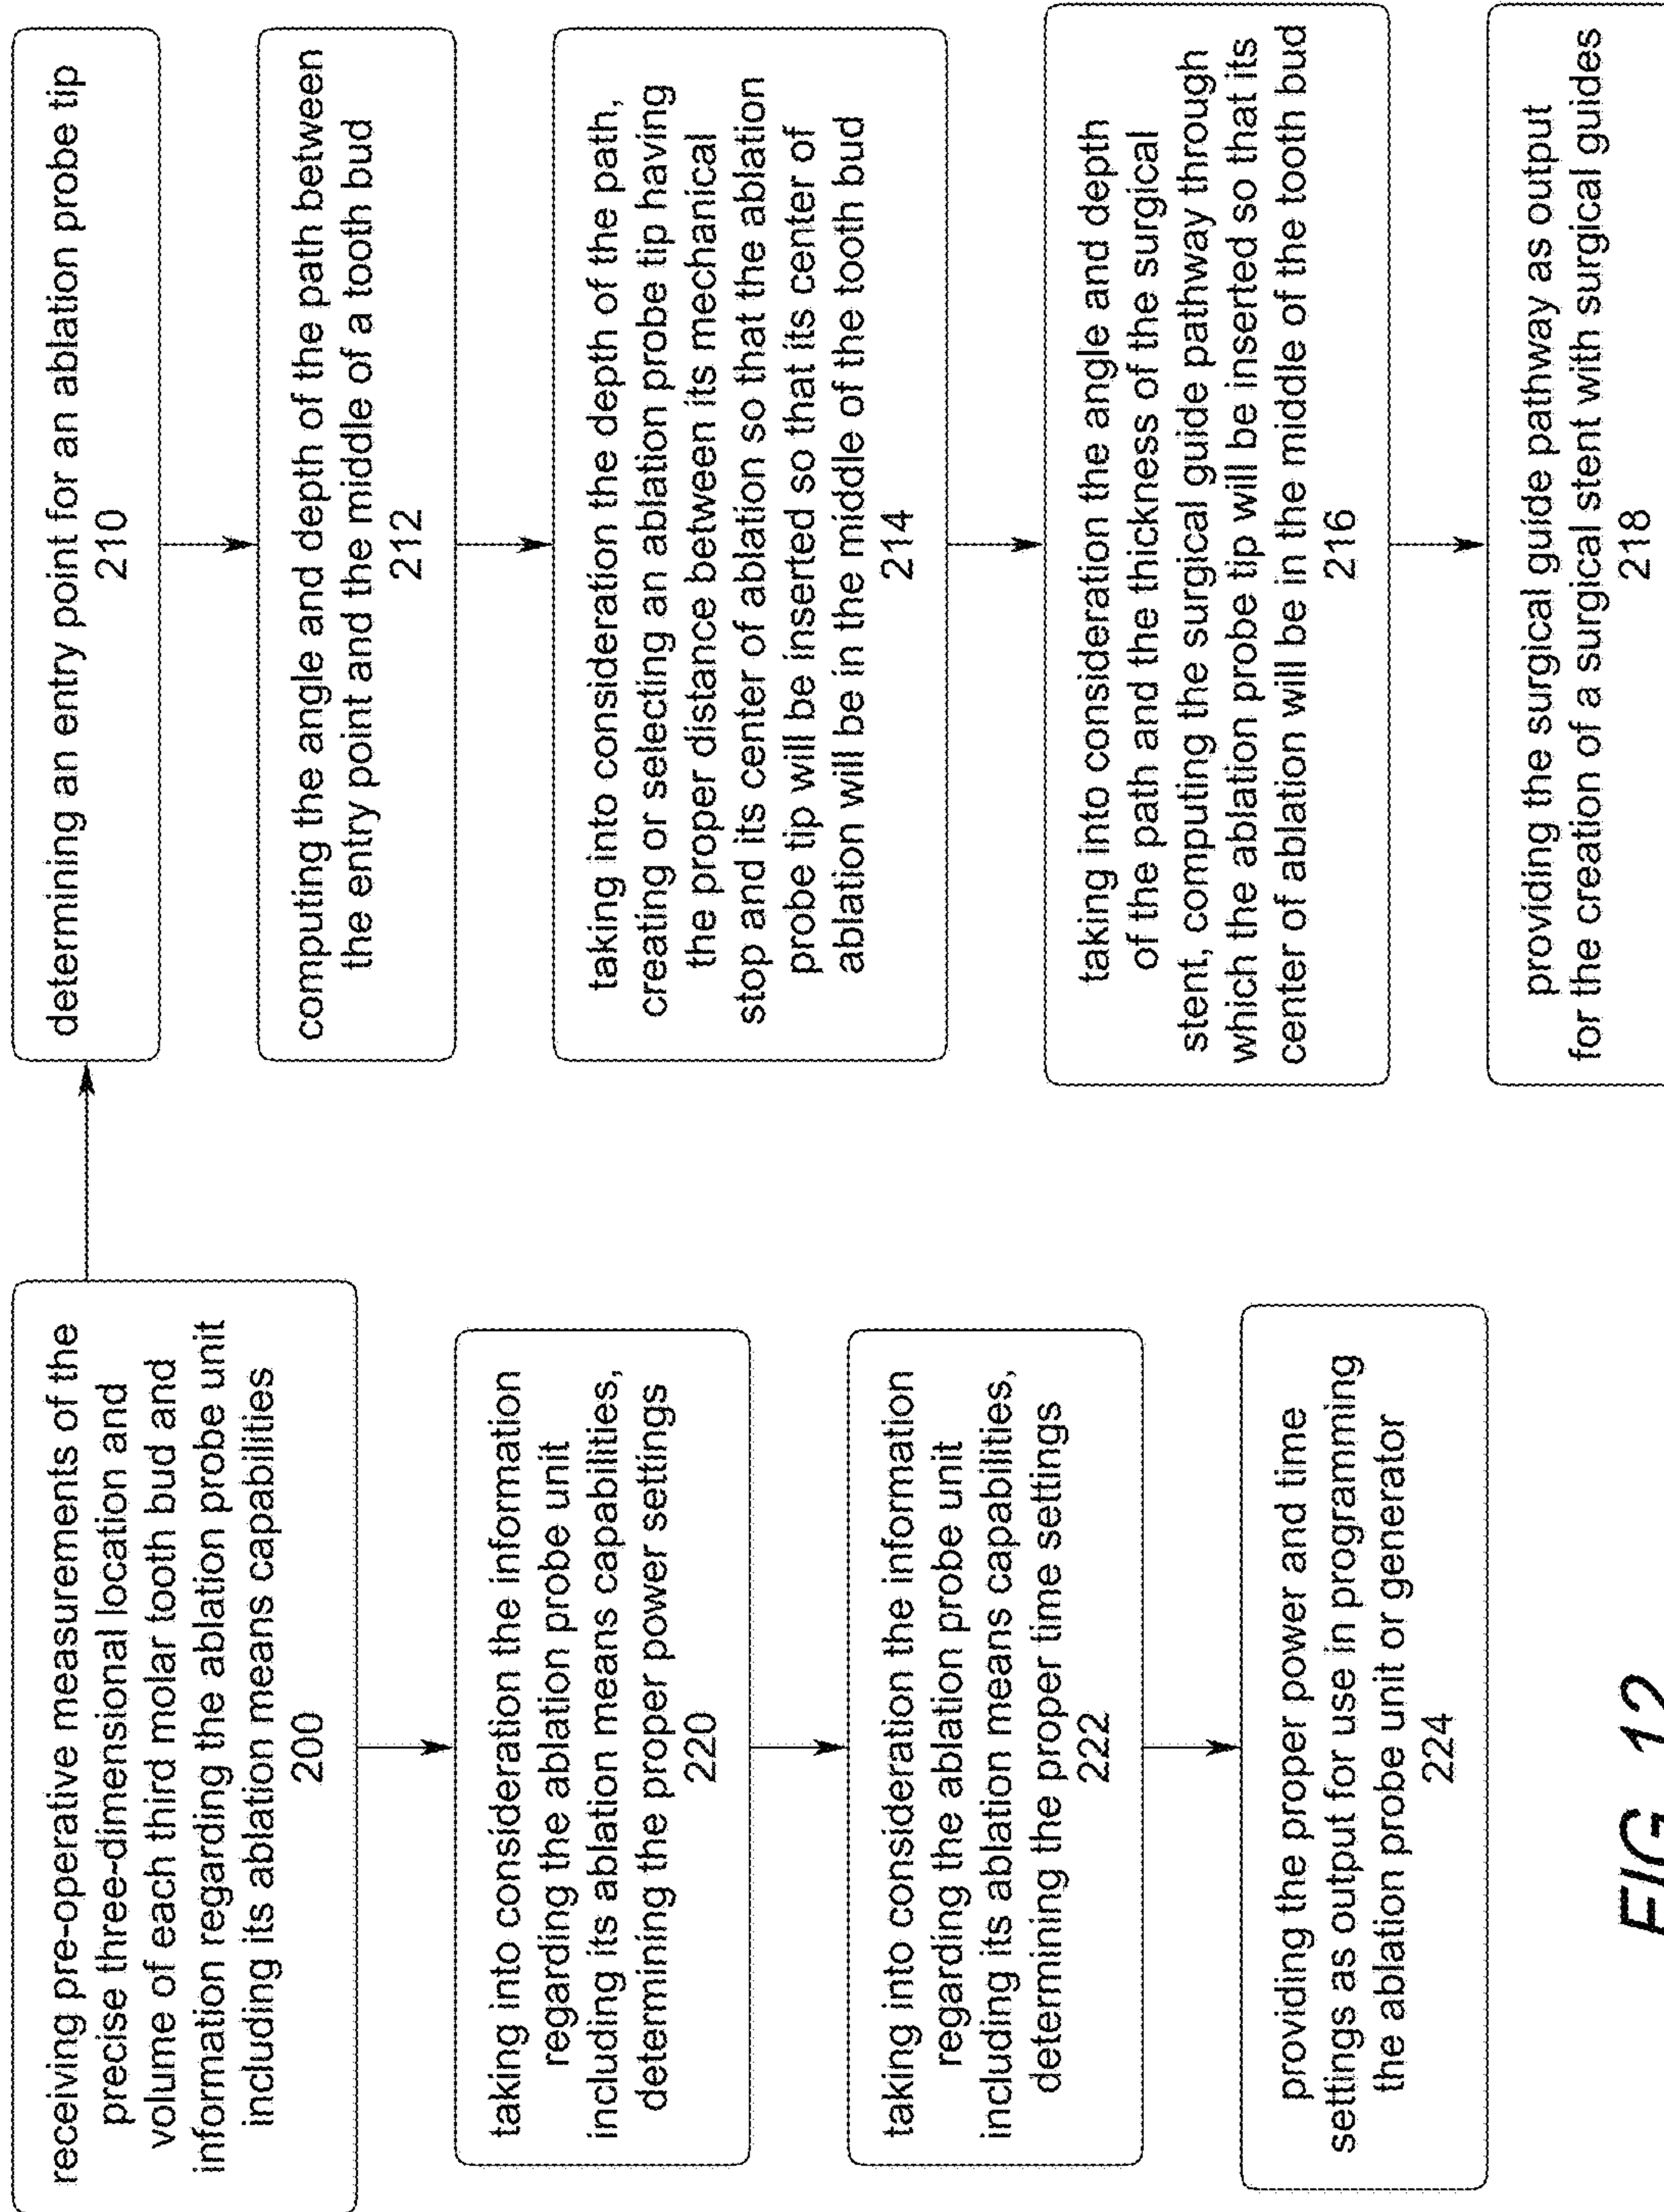 receiving pre-operative measurements of the
precise three-dimensional location and
volume of each third molar tooth bud and
information regarding the ablation probe unit
including its ablation means capabilities
200
taking into consideration the information
regarding the ablation probe unit
including its ablation means capabilities,
determining the proper power settings
220
taking into consideration the information
regarding the ablation probe unit
including its ablation means capabilities,
determining the proper time settings
222
providing the proper power and time
settings as output for use in programming
the ablation probe unit or generator
224
determining an entry point for an ablation probe tip
210
computing the angle and depth of the path between
the entry point and the middle of a tooth bud
212
taking into consideration the depth of the path,
creating or selecting an ablation probe tip having
the proper distance between its mechanical
stop and its center of ablation so that the ablation
probe tip will be inserted so that its center of
ablation will be in the middle of the tooth bud
214
taking into consideration the angle and depth
of the path and the thickness of the surgical
stent, computing the surgical guide pathway through
which the ablation probe tip will be inserted so that its
center of ablation will be in the middle of the tooth bud
216
providing the surgical guide pathway as output
for the creation of a surgical stent with surgical guides
218
FIG. 12